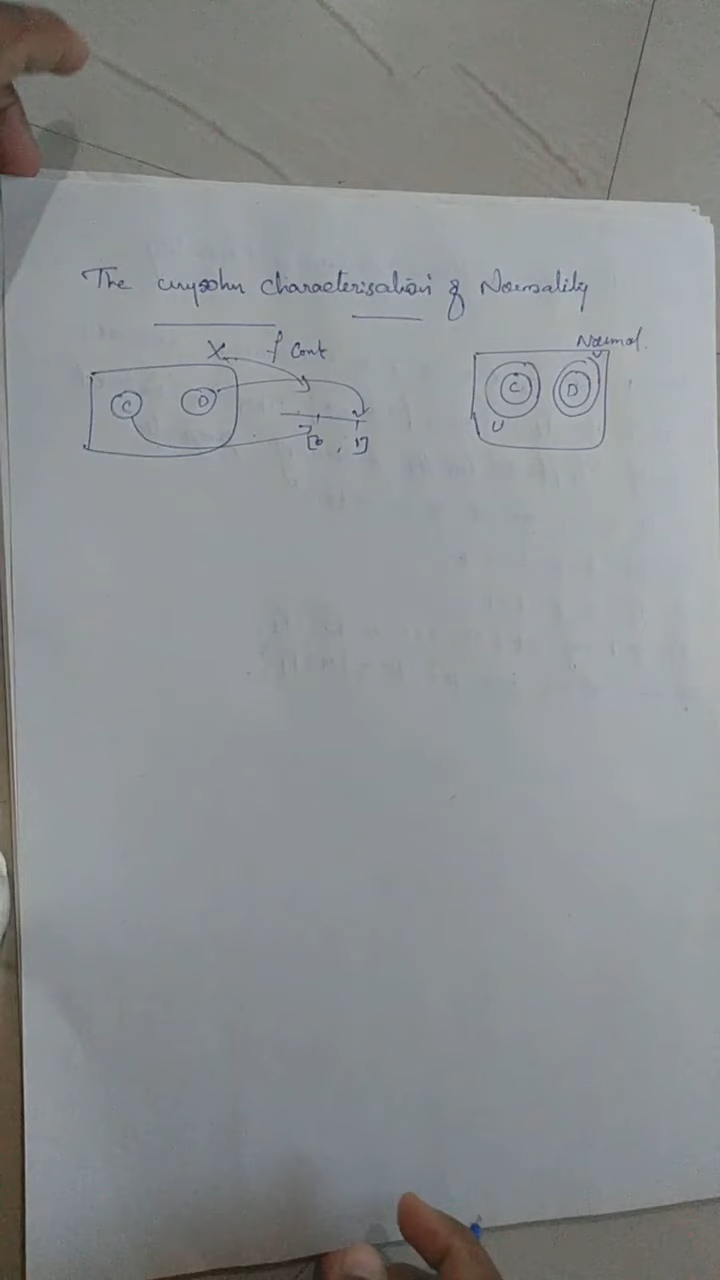 The urysohn characterisation of Normality
X f Cont Normal.
C D C D V
U
[0, 1]